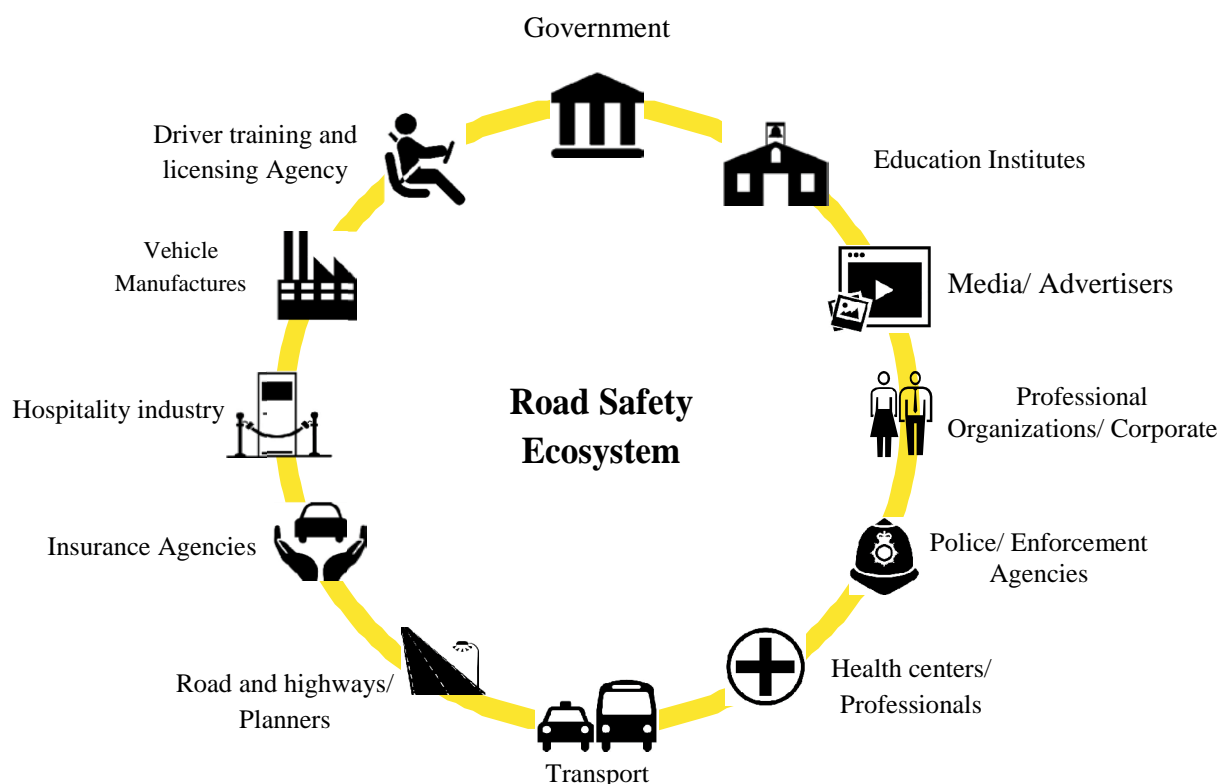 Government
Driver training and
licensing Agency
Education Institutes
Vehicle
Manufactures
Media/ Advertisers
Road Safety
Ecosystem
Hospitality industry
Professional
Organizations/ Corporate
Insurance Agencies
Police/ Enforcement
Agencies
Road and highways/
Planners
Health centers/
Professionals
Transport